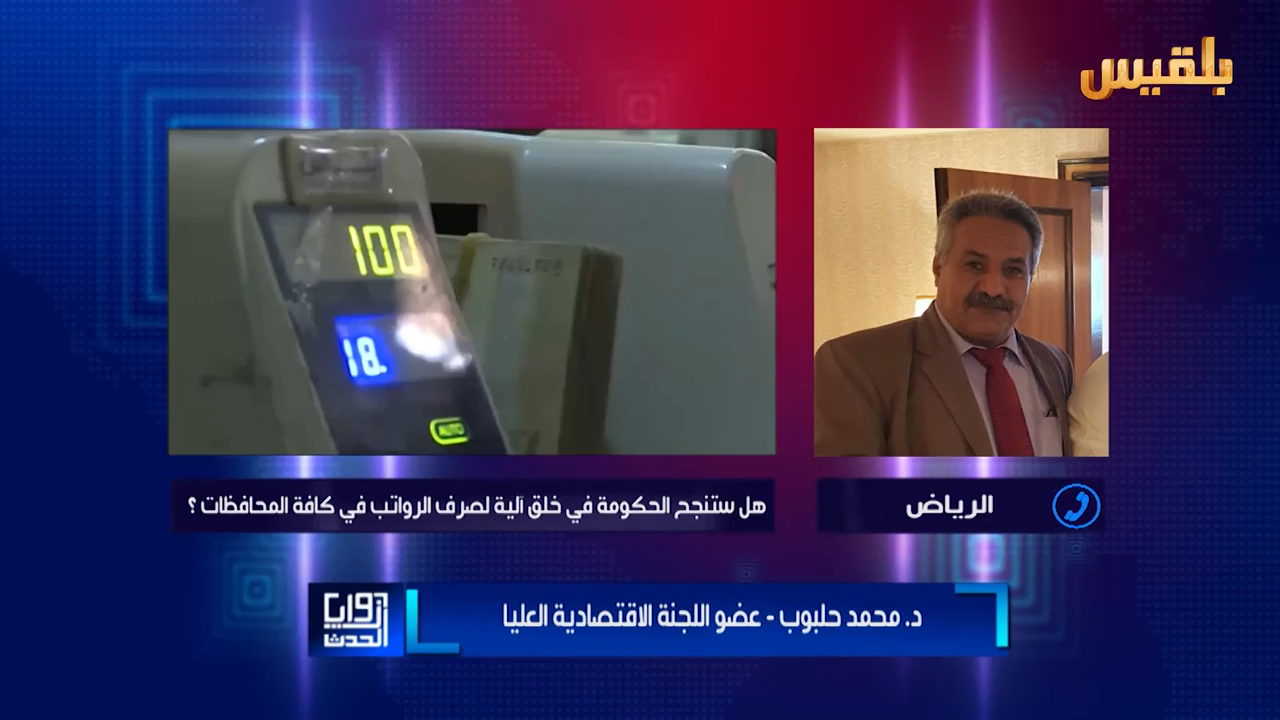 بلقيس
100
18.
AUTO
الرياض
هل ستنجح الحكومة في خلق آلية لصرف الرواتب في كافة المحافظات ؟
د. محمد حلبوب - عضو اللجنة الاقتصادية العليا
زوايا
الحدث